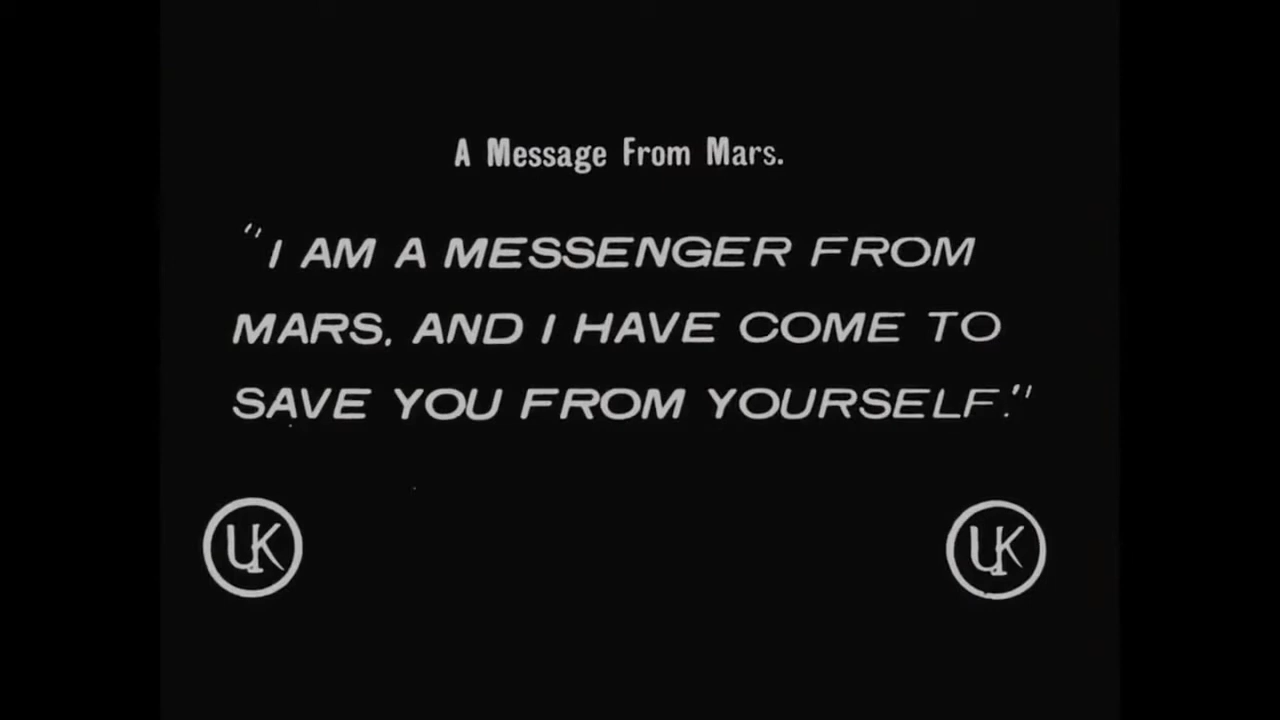 A Message From Mars.
"I AM A MESSENGER FROM
MARS, AND I HAVE COME TO
SAVE YOU FROM YOURSELF."
UK UK